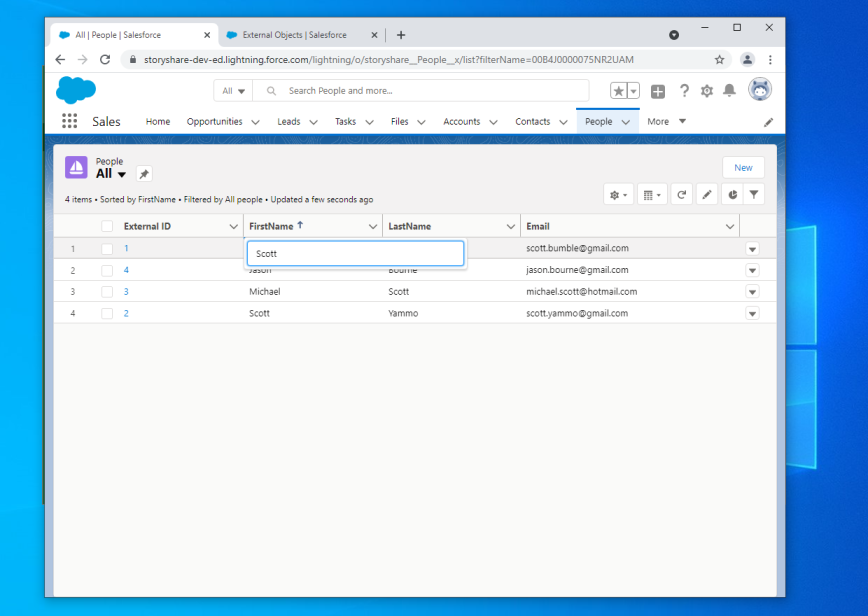 All | People | Salesforce
External Objects | Salesforce
storyshare-dev-ed.lightning.force.com/lightning/o/storyshare__People__x/list?filterName=00B4J0000075NR2UAM
All
Search People and more...
Sales
Home
Opportunities
Leads
Tasks
Files
Accounts
Contacts
People
More
People
All
New
4 items • Sorted by FirstName • Filtered by All people • Updated a few seconds ago
External ID FirstName LastName Email
1 1 Scott scott.bumble@gmail.com
2 4 Jason Bourne jason.bourne@gmail.com
3 3 Michael Scott michael.scott@hotmail.com
4 2 Scott Yammo scott.yammo@gmail.com